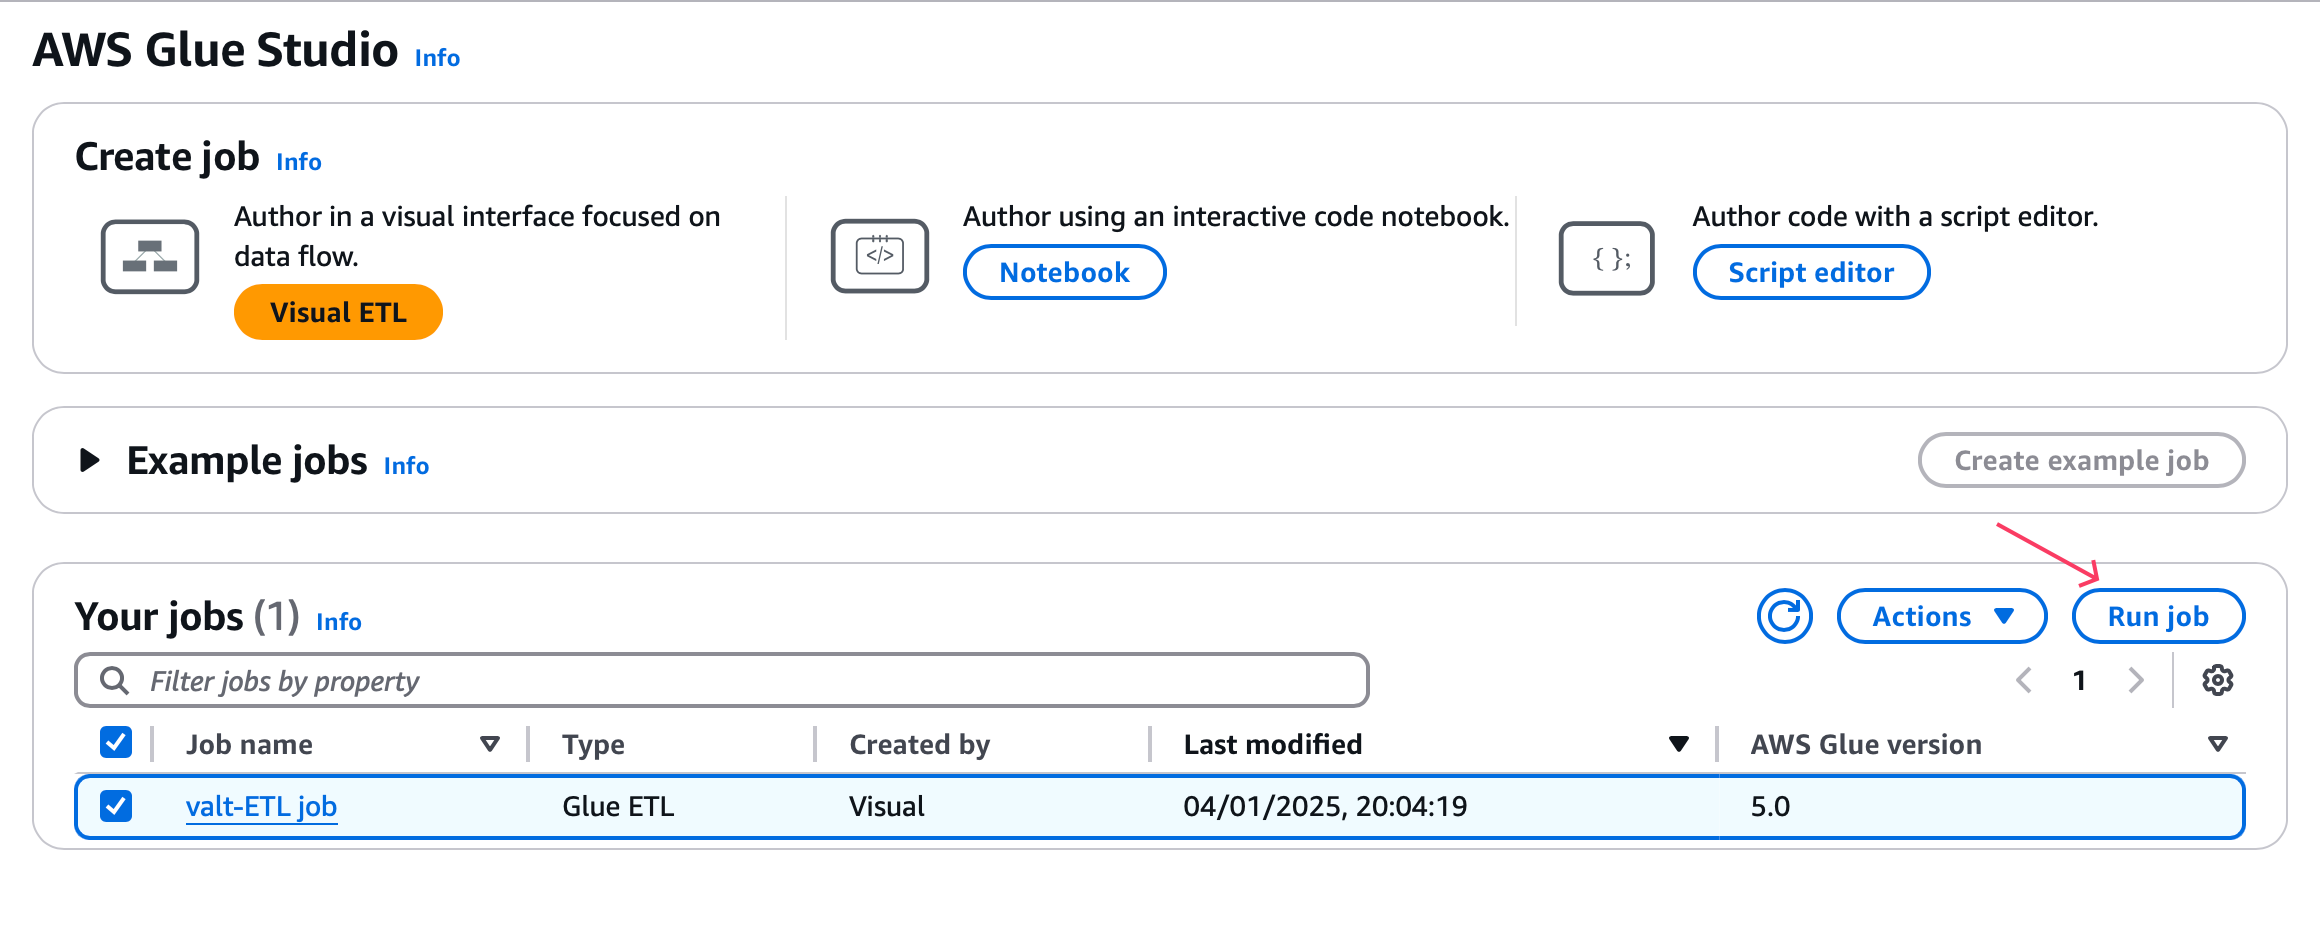 AWS Glue Studio Info
Create job Info
Author in a visual interface focused on
data flow.
Visual ETL
</>
Author using an interactive code notebook.
Notebook
{ };
Author code with a script editor.
Script editor
Example jobs Info
Create example job
Your jobs (1) Info
Actions
Run job
Filter jobs by property
1
Job name Type Created by Last modified AWS Glue version
valt-ETL job Glue ETL Visual 04/01/2025, 20:04:19 5.0